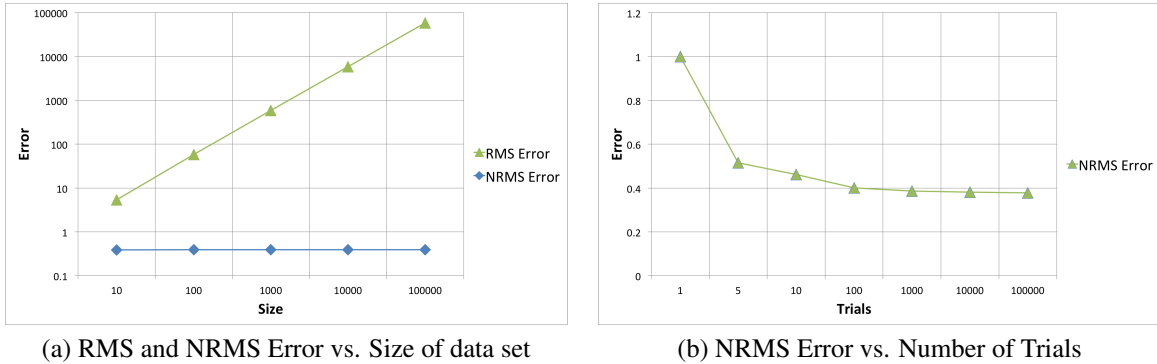 100000
10000
1000
100
10
1
0.1
Error
10 100 1000 10000 100000
Size
RMS Error
NRMS Error
(a) RMS and NRMS Error vs. Size of data set
1.2
1
0.8
0.6
0.4
0.2
0
Error
1 5 10 100 1000 10000 100000
Trials
NRMS Error
(b) NRMS Error vs. Number of Trials